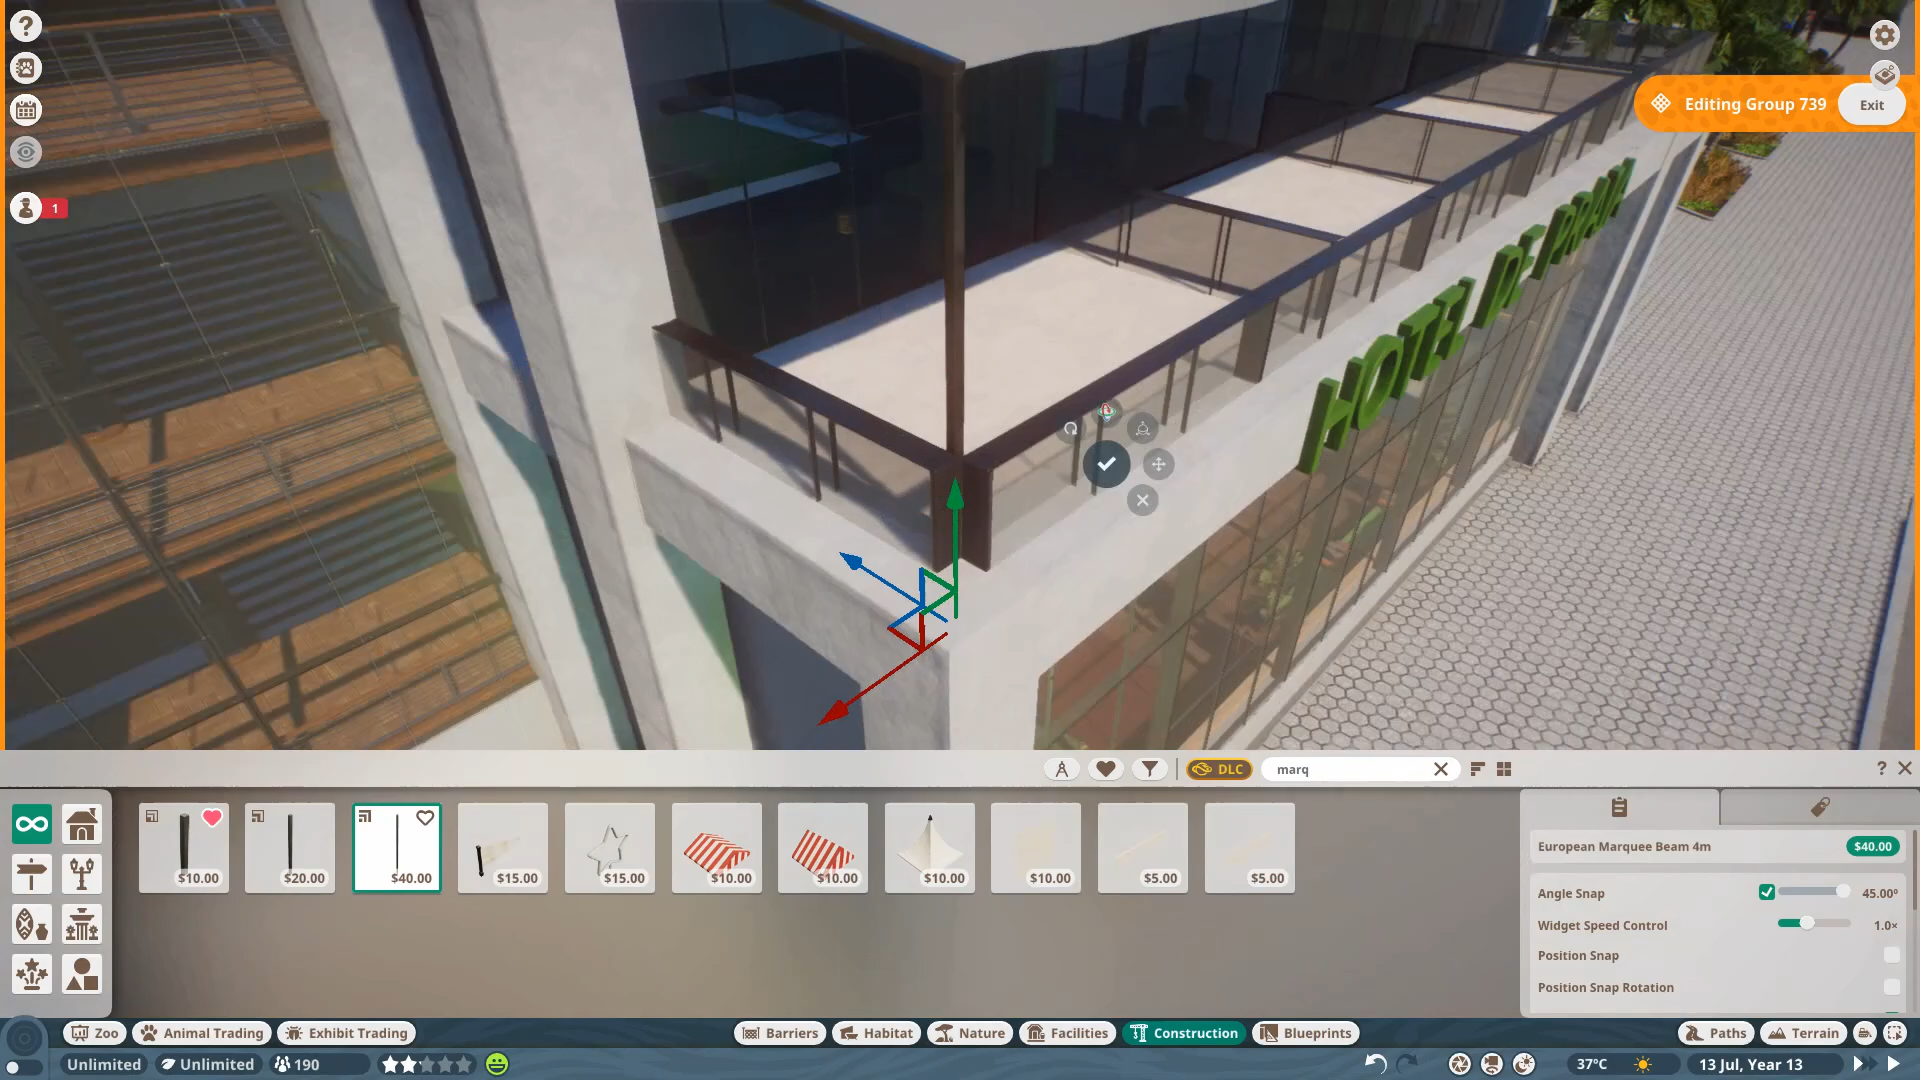 ?
1
Editing Group 739
Exit
HOTEL
DLC
marq
?
$10.00
$20.00
$40.00
$15.00
$15.00
$10.00
$10.00
$10.00
$10.00
$5.00
$5.00
European Marquee Beam 4m
$40.00
Angle Snap
45.00°
Widget Speed Control
1.0×
Position Snap
Position Snap Rotation
Zoo
Animal Trading
Exhibit Trading
Barriers
Habitat
Nature
Facilities
Construction
Blueprints
Paths
Terrain
Unlimited
Unlimited
190
37°C
13 Jul, Year 13